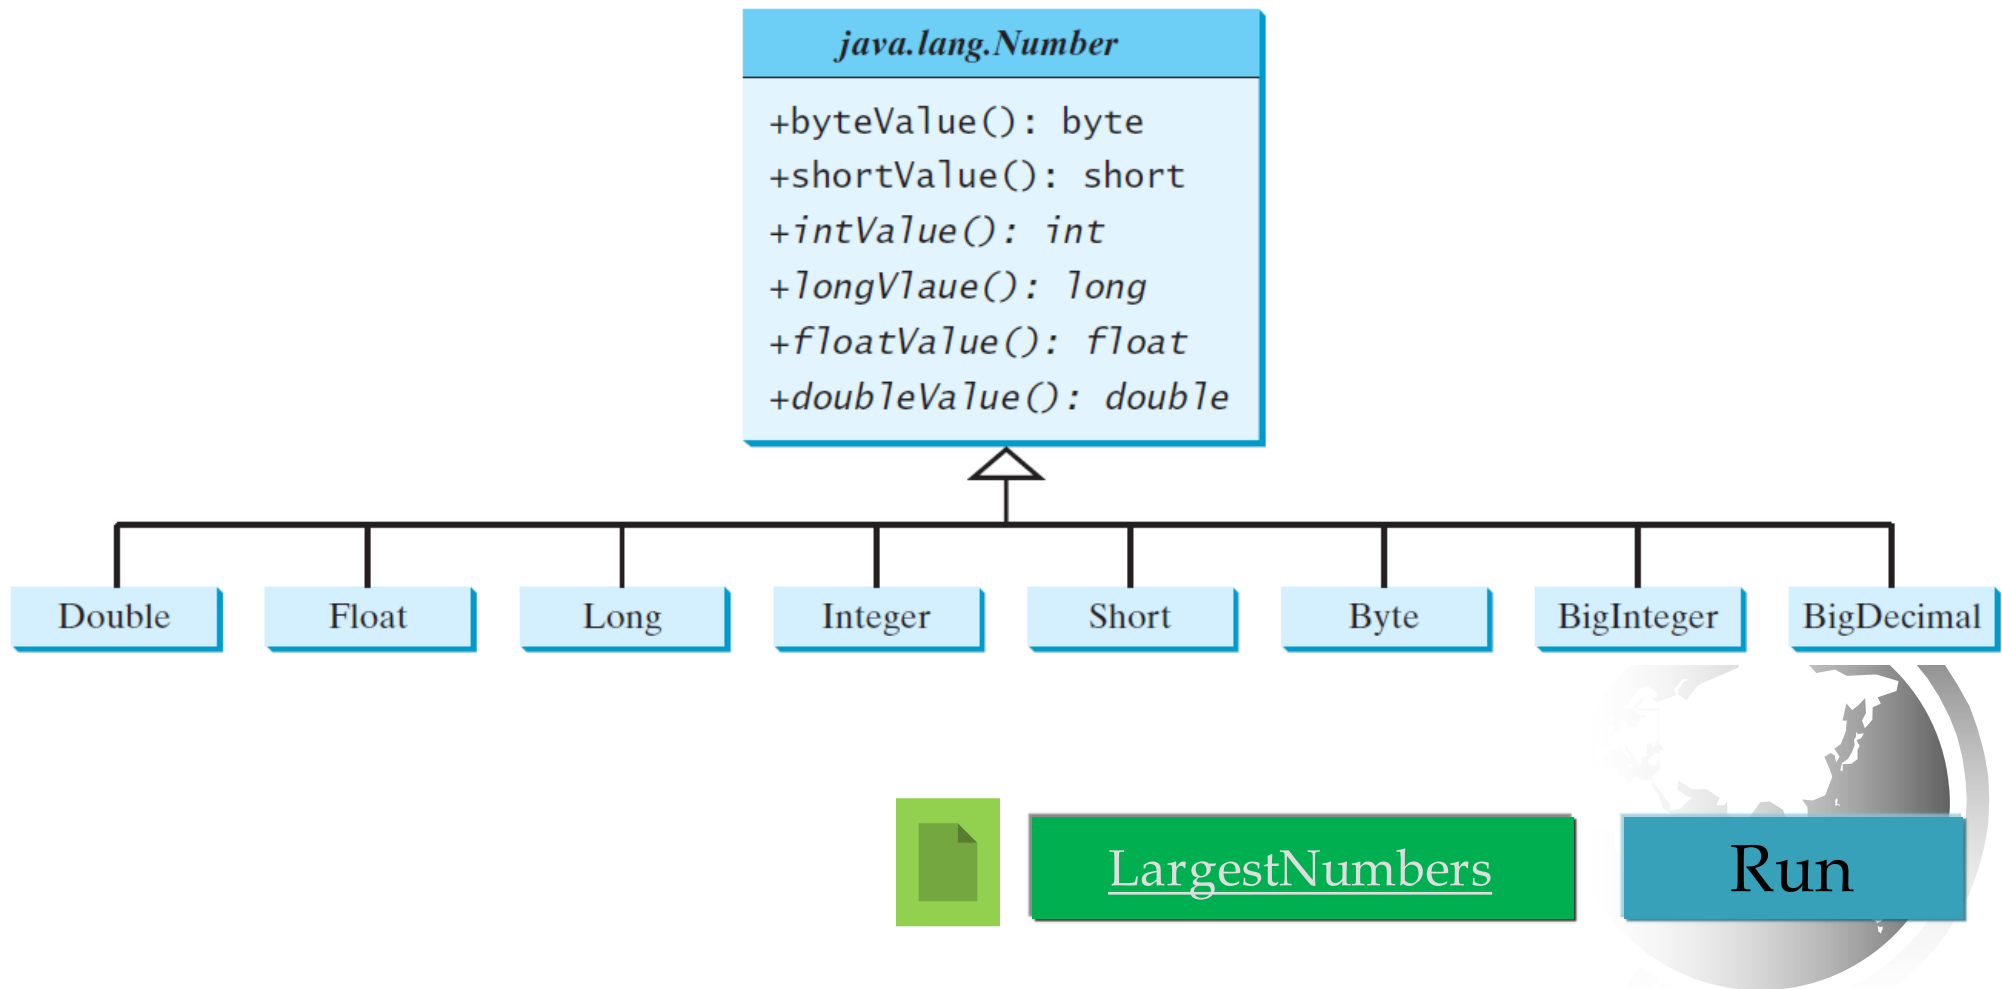 java.lang.Number
+byteValue(): byte
+shortValue(): short
+intValue(): int
+longVlaue(): long
+floatValue(): float
+doubleValue(): double
Double Float Long Integer Short Byte BigInteger BigDecimal
LargestNumbers Run